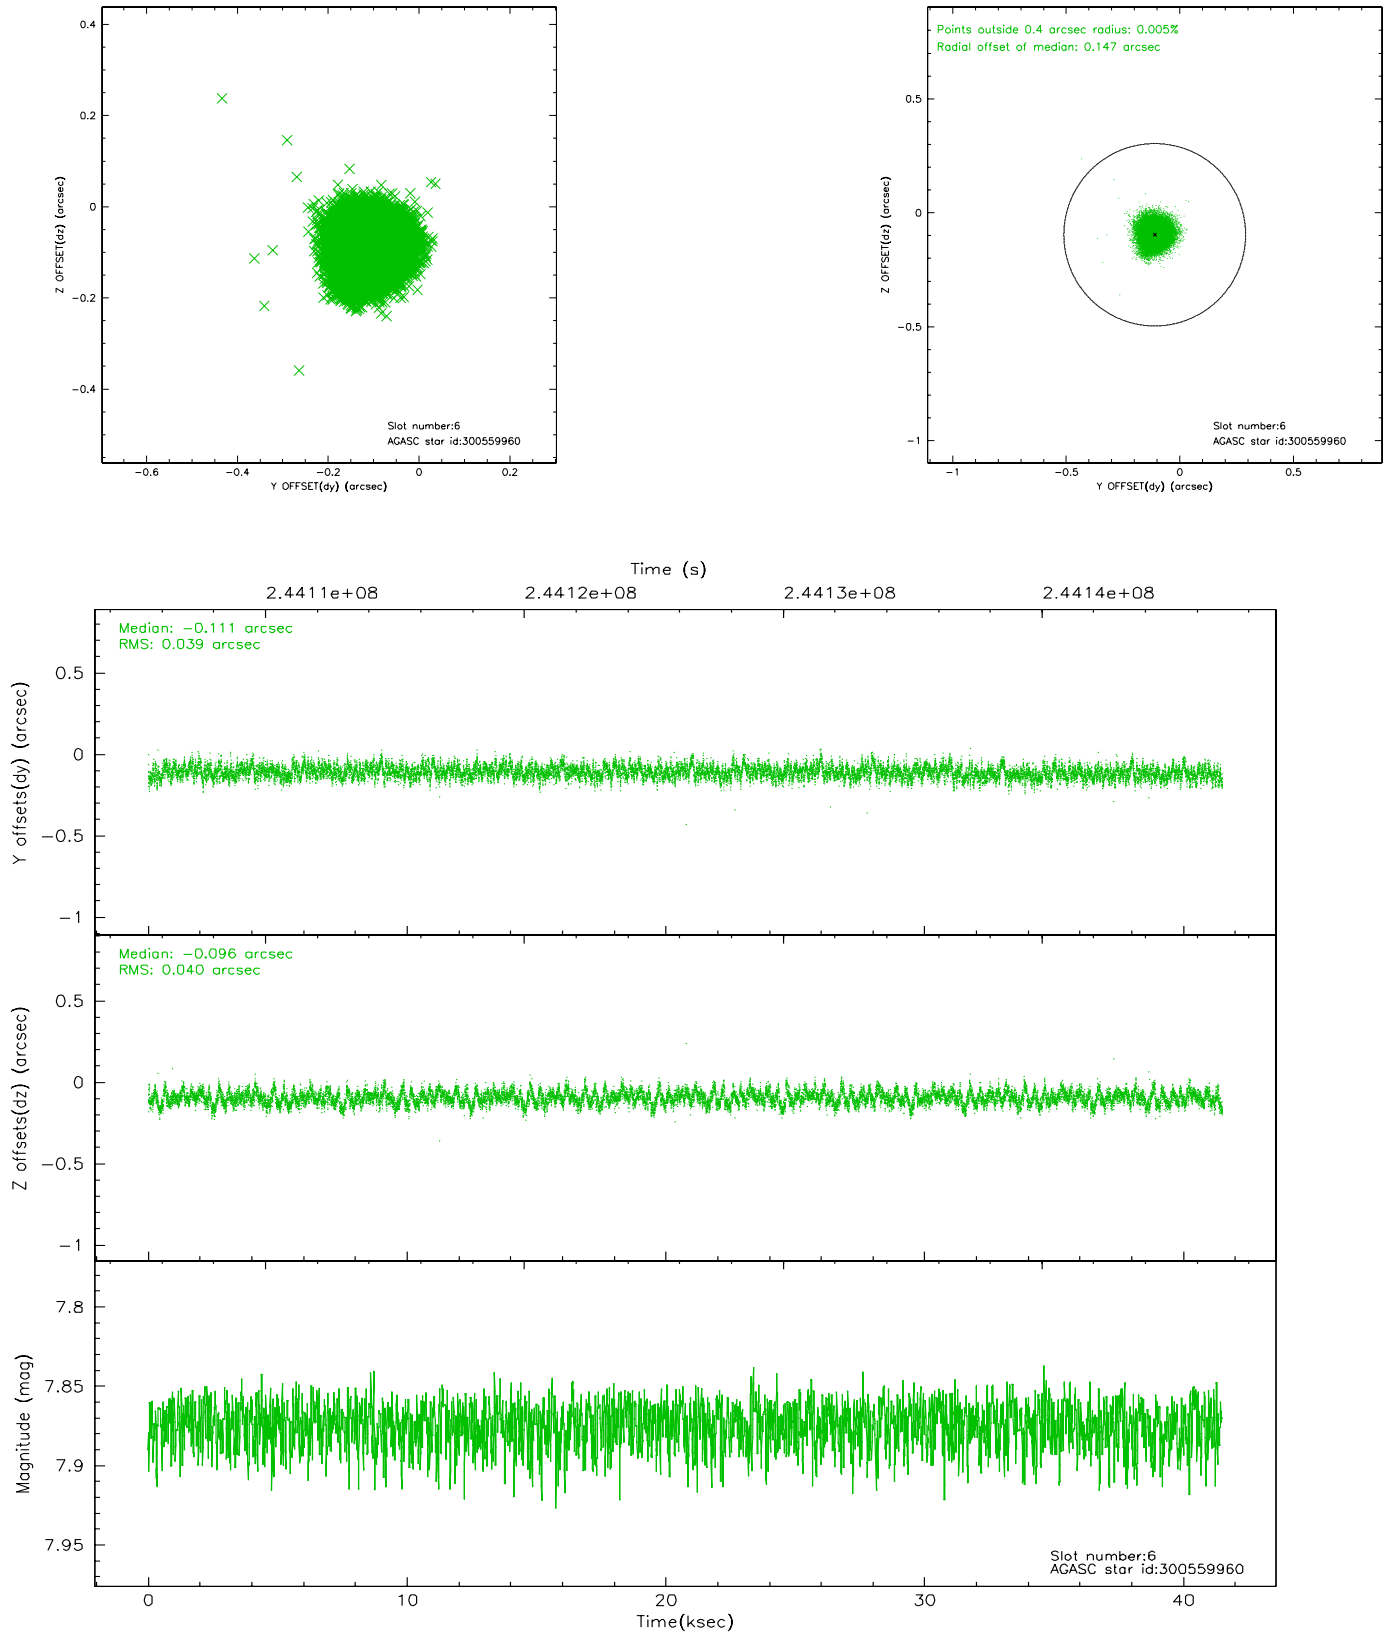 0.4
0.2
0
−0.2
−0.4
Z OFFSET(dz) (arcsec)
−0.6
−0.4
−0.2
0
0.2
Y OFFSET(dy) (arcsec)
Slot number:6
AGASC star id:300559960
Points outside 0.4 arcsec radius: 0.005%
Radial offset of median: 0.147 arcsec
0.5
0
−0.5
−1
Z OFFSET(dz) (arcsec)
−1
−0.5
0
0.5
Y OFFSET(dy) (arcsec)
Slot number:6
AGASC star id:300559960
Time (s)
2.4411e+08
2.4412e+08
2.4413e+08
2.4414e+08
Median: −0.111 arcsec
RMS: 0.039 arcsec
0.5
0
−0.5
−1
Y offsets(dy) (arcsec)
Median: −0.096 arcsec
RMS: 0.040 arcsec
0.5
0
−0.5
−1
Z offsets(dz) (arcsec)
7.8
7.85
7.9
7.95
Magnitude (mag)
Slot number:6
AGASC star id:300559960
0
10
20
30
40
Time(ksec)